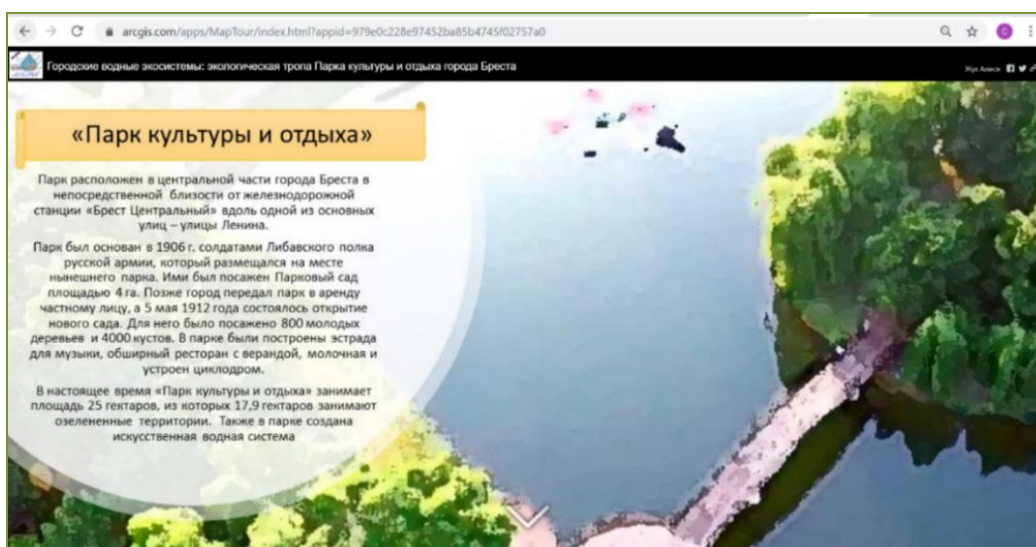 arcgis.com/apps/MapTour/index.html?appid=979e0c228e97452ba85b4745f02757a0
Городские водные экосистемы: экологическая тропа Парка культуры и отдыха города Бреста
Жук Алеся
«Парк культуры и отдыха»
Парк расположен в центральной части города Бреста в
непосредственной близости от железнодорожной
станции «Брест Центральный» вдоль одной из основных
улиц – улицы Ленина.
Парк был основан в 1906 г. солдатами Либавского полка
русской армии, который размещался на месте
нынешнего парка. Ими был посажен Парковый сад
площадью 4 га. Позже город передал парк в аренду
частному лицу, а 5 мая 1912 года состоялось открытие
нового сада. Для него было посажено 800 молодых
деревьев и 4000 кустов. В парке были построены эстрада
для музыки, обширный ресторан с верандой, молочная и
устроен циклодром.
В настоящее время «Парк культуры и отдыха» занимает
площадь 25 гектаров, из которых 17,9 гектаров занимают
озелененные территории. Также в парке создана
искусственная водная система